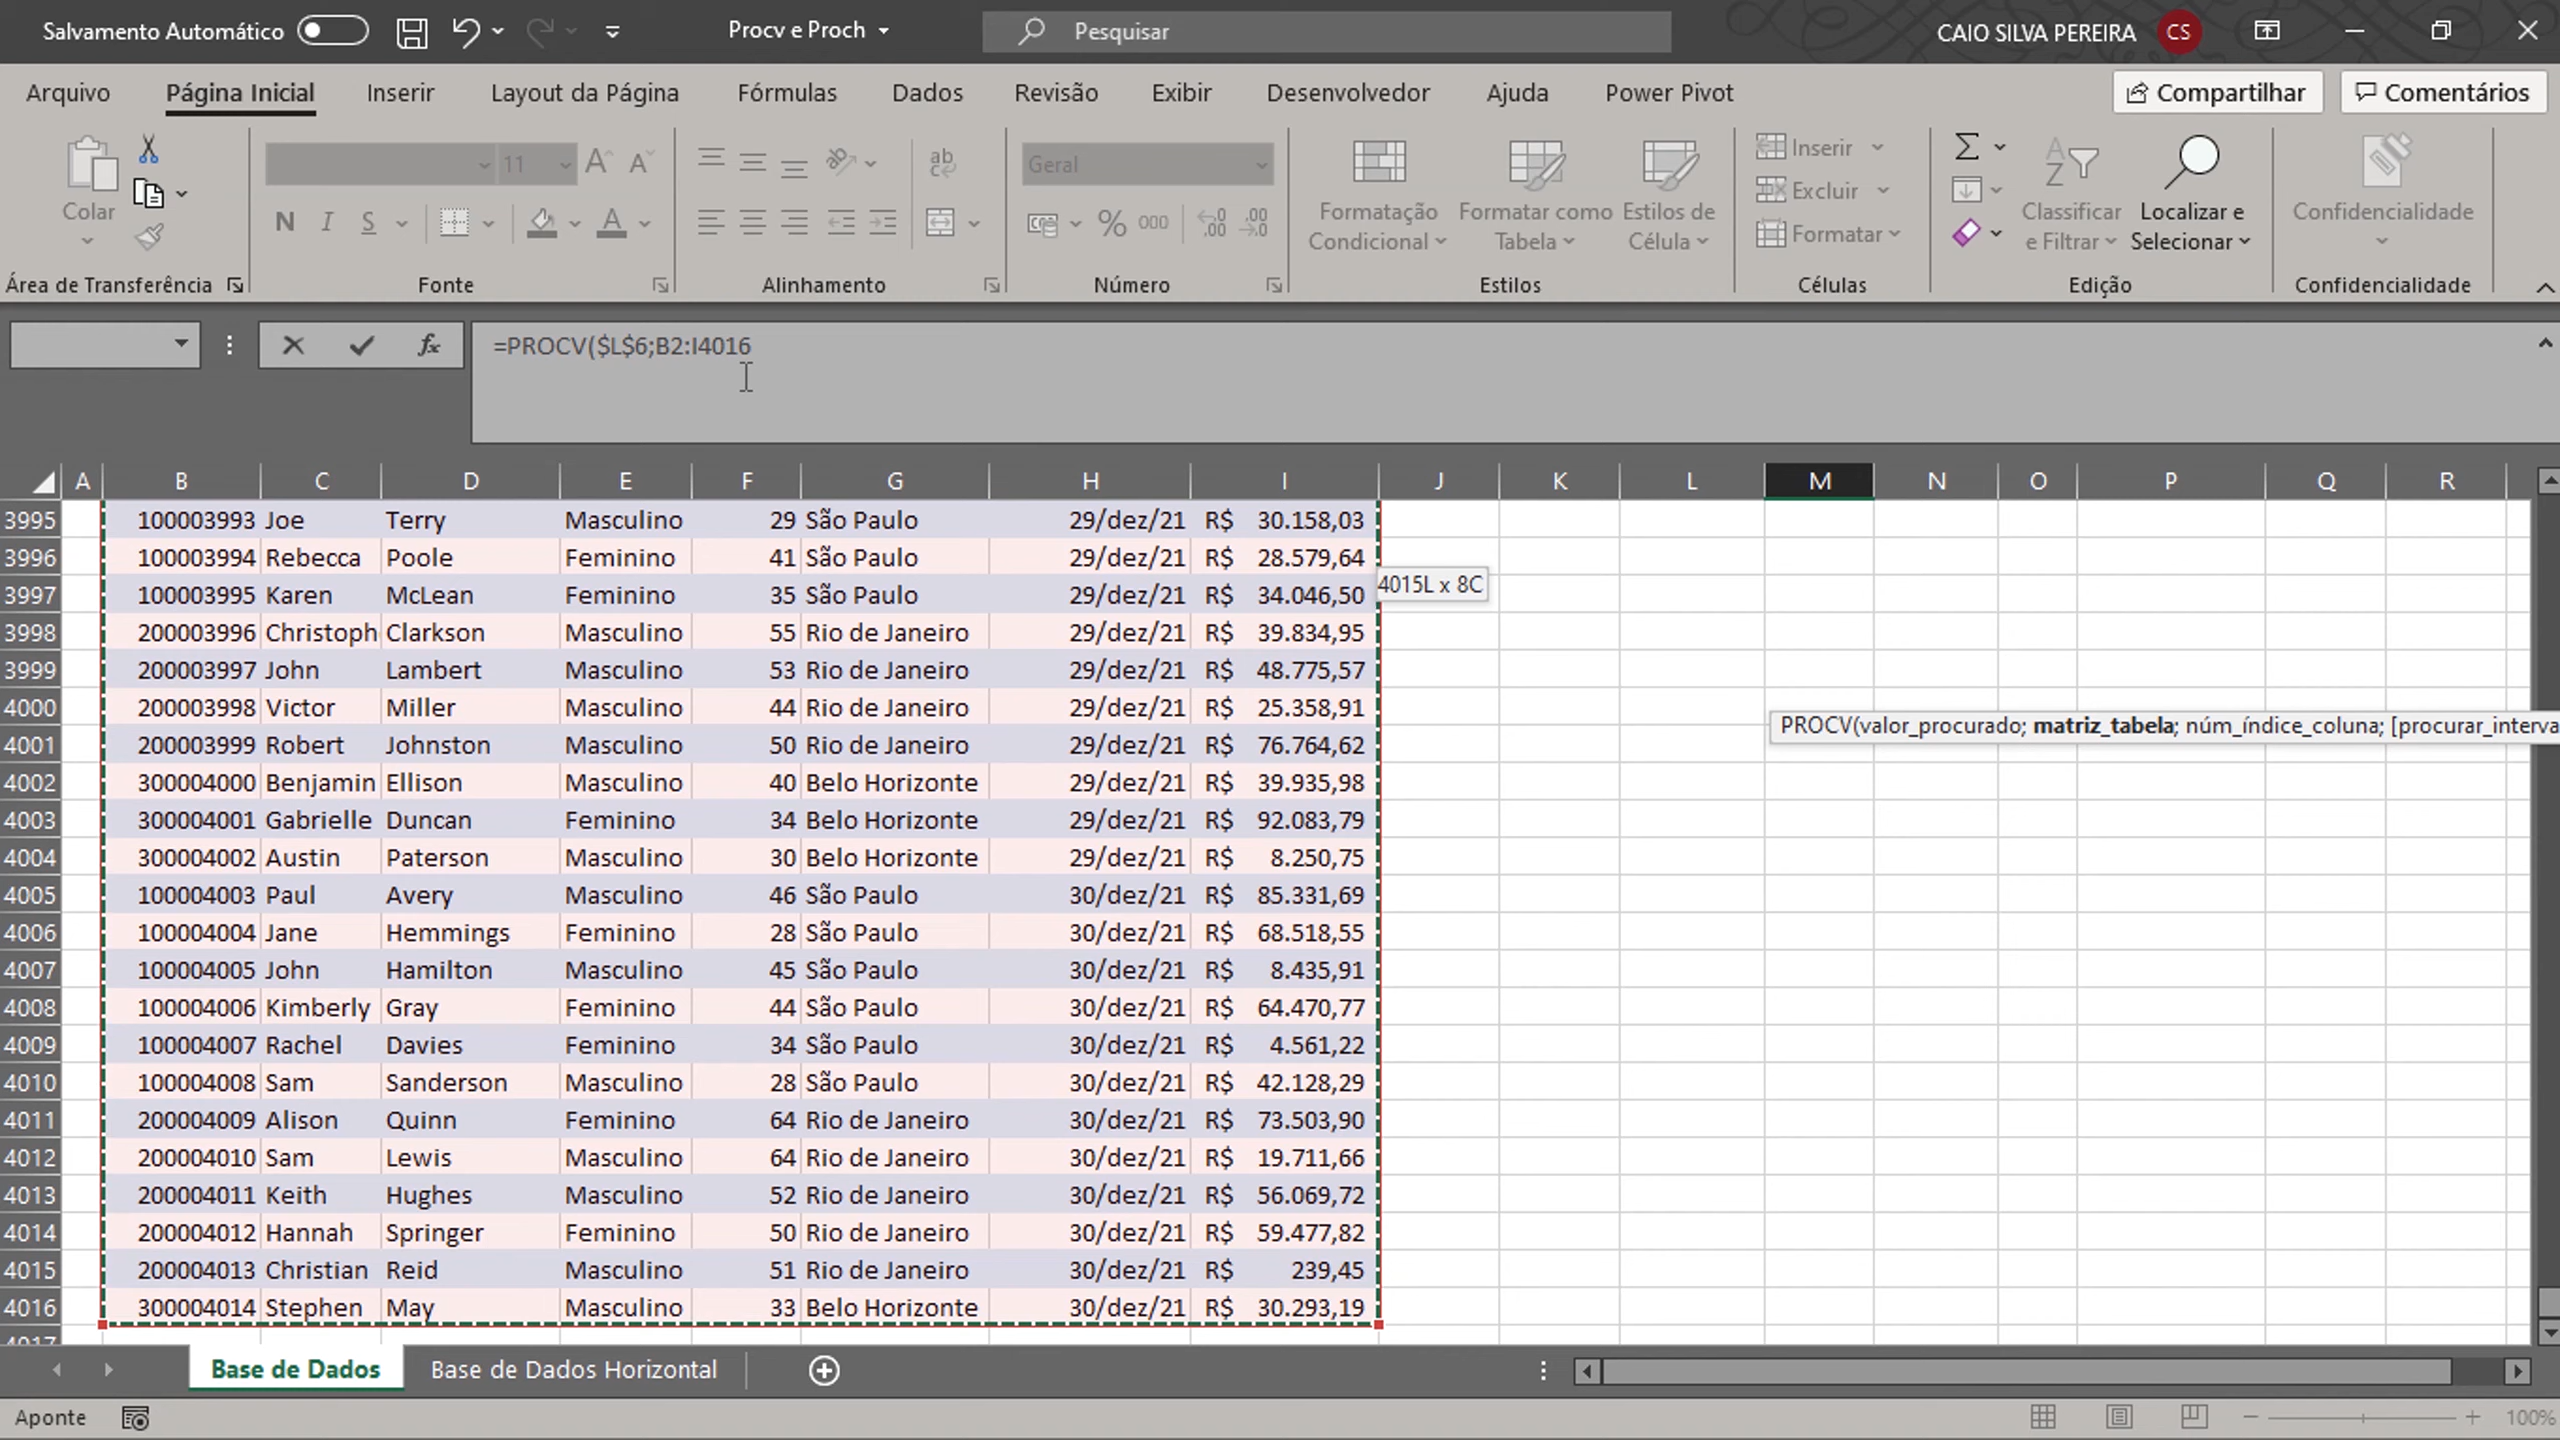 Salvamento Automático
Procv e Proch
Pesquisar
CAIO SILVA PEREIRA CS
Arquivo Página Inicial Inserir Layout da Página Fórmulas Dados Revisão Exibir Desenvolvedor Ajuda Power Pivot Compartilhar Comentários
Colar
Área de Transferência
11
N I S
Fonte
ab
Alinhamento
Geral
% 000
Número
Formatação Condicional
Formatar como Tabela
Estilos de Célula
Estilos
Inserir
Excluir
Formatar
Células
Classificar e Filtrar
Localizar e Selecionar
Edição
Confidencialidade
Confidencialidade
fx =PROCV($L$6;B2:I4016
A B C D E F G H I J K L M N O P Q R
3995 100003993 Joe Terry Masculino 29 São Paulo 29/dez/21 R$ 30.158,03
3996 100003994 Rebecca Poole Feminino 41 São Paulo 29/dez/21 R$ 28.579,64
4015L x 8C
3997 100003995 Karen McLean Feminino 35 São Paulo 29/dez/21 R$ 34.046,50
3998 200003996 Christoph Clarkson Masculino 55 Rio de Janeiro 29/dez/21 R$ 39.834,95
3999 200003997 John Lambert Masculino 53 Rio de Janeiro 29/dez/21 R$ 48.775,57
4000 200003998 Victor Miller Masculino 44 Rio de Janeiro 29/dez/21 R$ 25.358,91
PROCV(valor_procurado; matriz_tabela; núm_índice_coluna; [procurar_interva
4001 200003999 Robert Johnston Masculino 50 Rio de Janeiro 29/dez/21 R$ 76.764,62
4002 300004000 Benjamin Ellison Masculino 40 Belo Horizonte 29/dez/21 R$ 39.935,98
4003 300004001 Gabrielle Duncan Feminino 34 Belo Horizonte 29/dez/21 R$ 92.083,79
4004 300004002 Austin Paterson Masculino 30 Belo Horizonte 29/dez/21 R$ 8.250,75
4005 100004003 Paul Avery Masculino 46 São Paulo 30/dez/21 R$ 85.331,69
4006 100004004 Jane Hemmings Feminino 28 São Paulo 30/dez/21 R$ 68.518,55
4007 100004005 John Hamilton Masculino 45 São Paulo 30/dez/21 R$ 8.435,91
4008 100004006 Kimberly Gray Feminino 44 São Paulo 30/dez/21 R$ 64.470,77
4009 100004007 Rachel Davies Feminino 34 São Paulo 30/dez/21 R$ 4.561,22
4010 100004008 Sam Sanderson Masculino 28 São Paulo 30/dez/21 R$ 42.128,29
4011 200004009 Alison Quinn Feminino 64 Rio de Janeiro 30/dez/21 R$ 73.503,90
4012 200004010 Sam Lewis Masculino 64 Rio de Janeiro 30/dez/21 R$ 19.711,66
4013 200004011 Keith Hughes Masculino 52 Rio de Janeiro 30/dez/21 R$ 56.069,72
4014 200004012 Hannah Springer Feminino 50 Rio de Janeiro 30/dez/21 R$ 59.477,82
4015 200004013 Christian Reid Masculino 51 Rio de Janeiro 30/dez/21 R$ 239,45
4016 300004014 Stephen May Masculino 33 Belo Horizonte 30/dez/21 R$ 30.293,19
4017
Base de Dados Base de Dados Horizontal
Aponte
100%